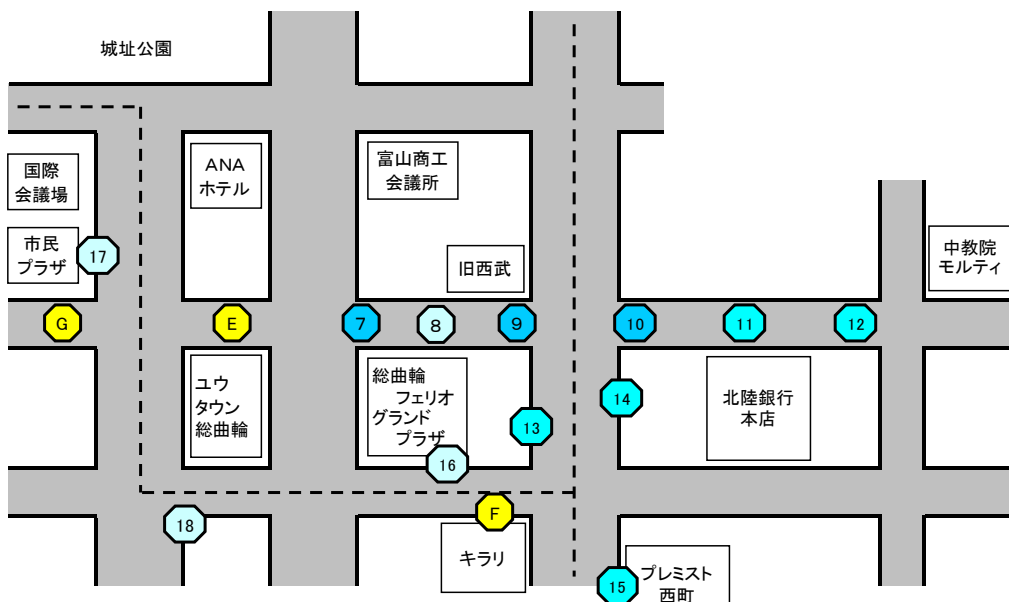 城址公園
国際
会議場
ANA
ホテル
富山商工
会議所
市民
プラザ
17
旧西武
中教院
モルティ
G
E
7
8
9
10
11
12
ユウ
タウン
総曲輪
総曲輪
フェリオ
グランド
プラザ
13
14
北陸銀行
本店
16
18
F
キラリ
15
プレミスト
西町